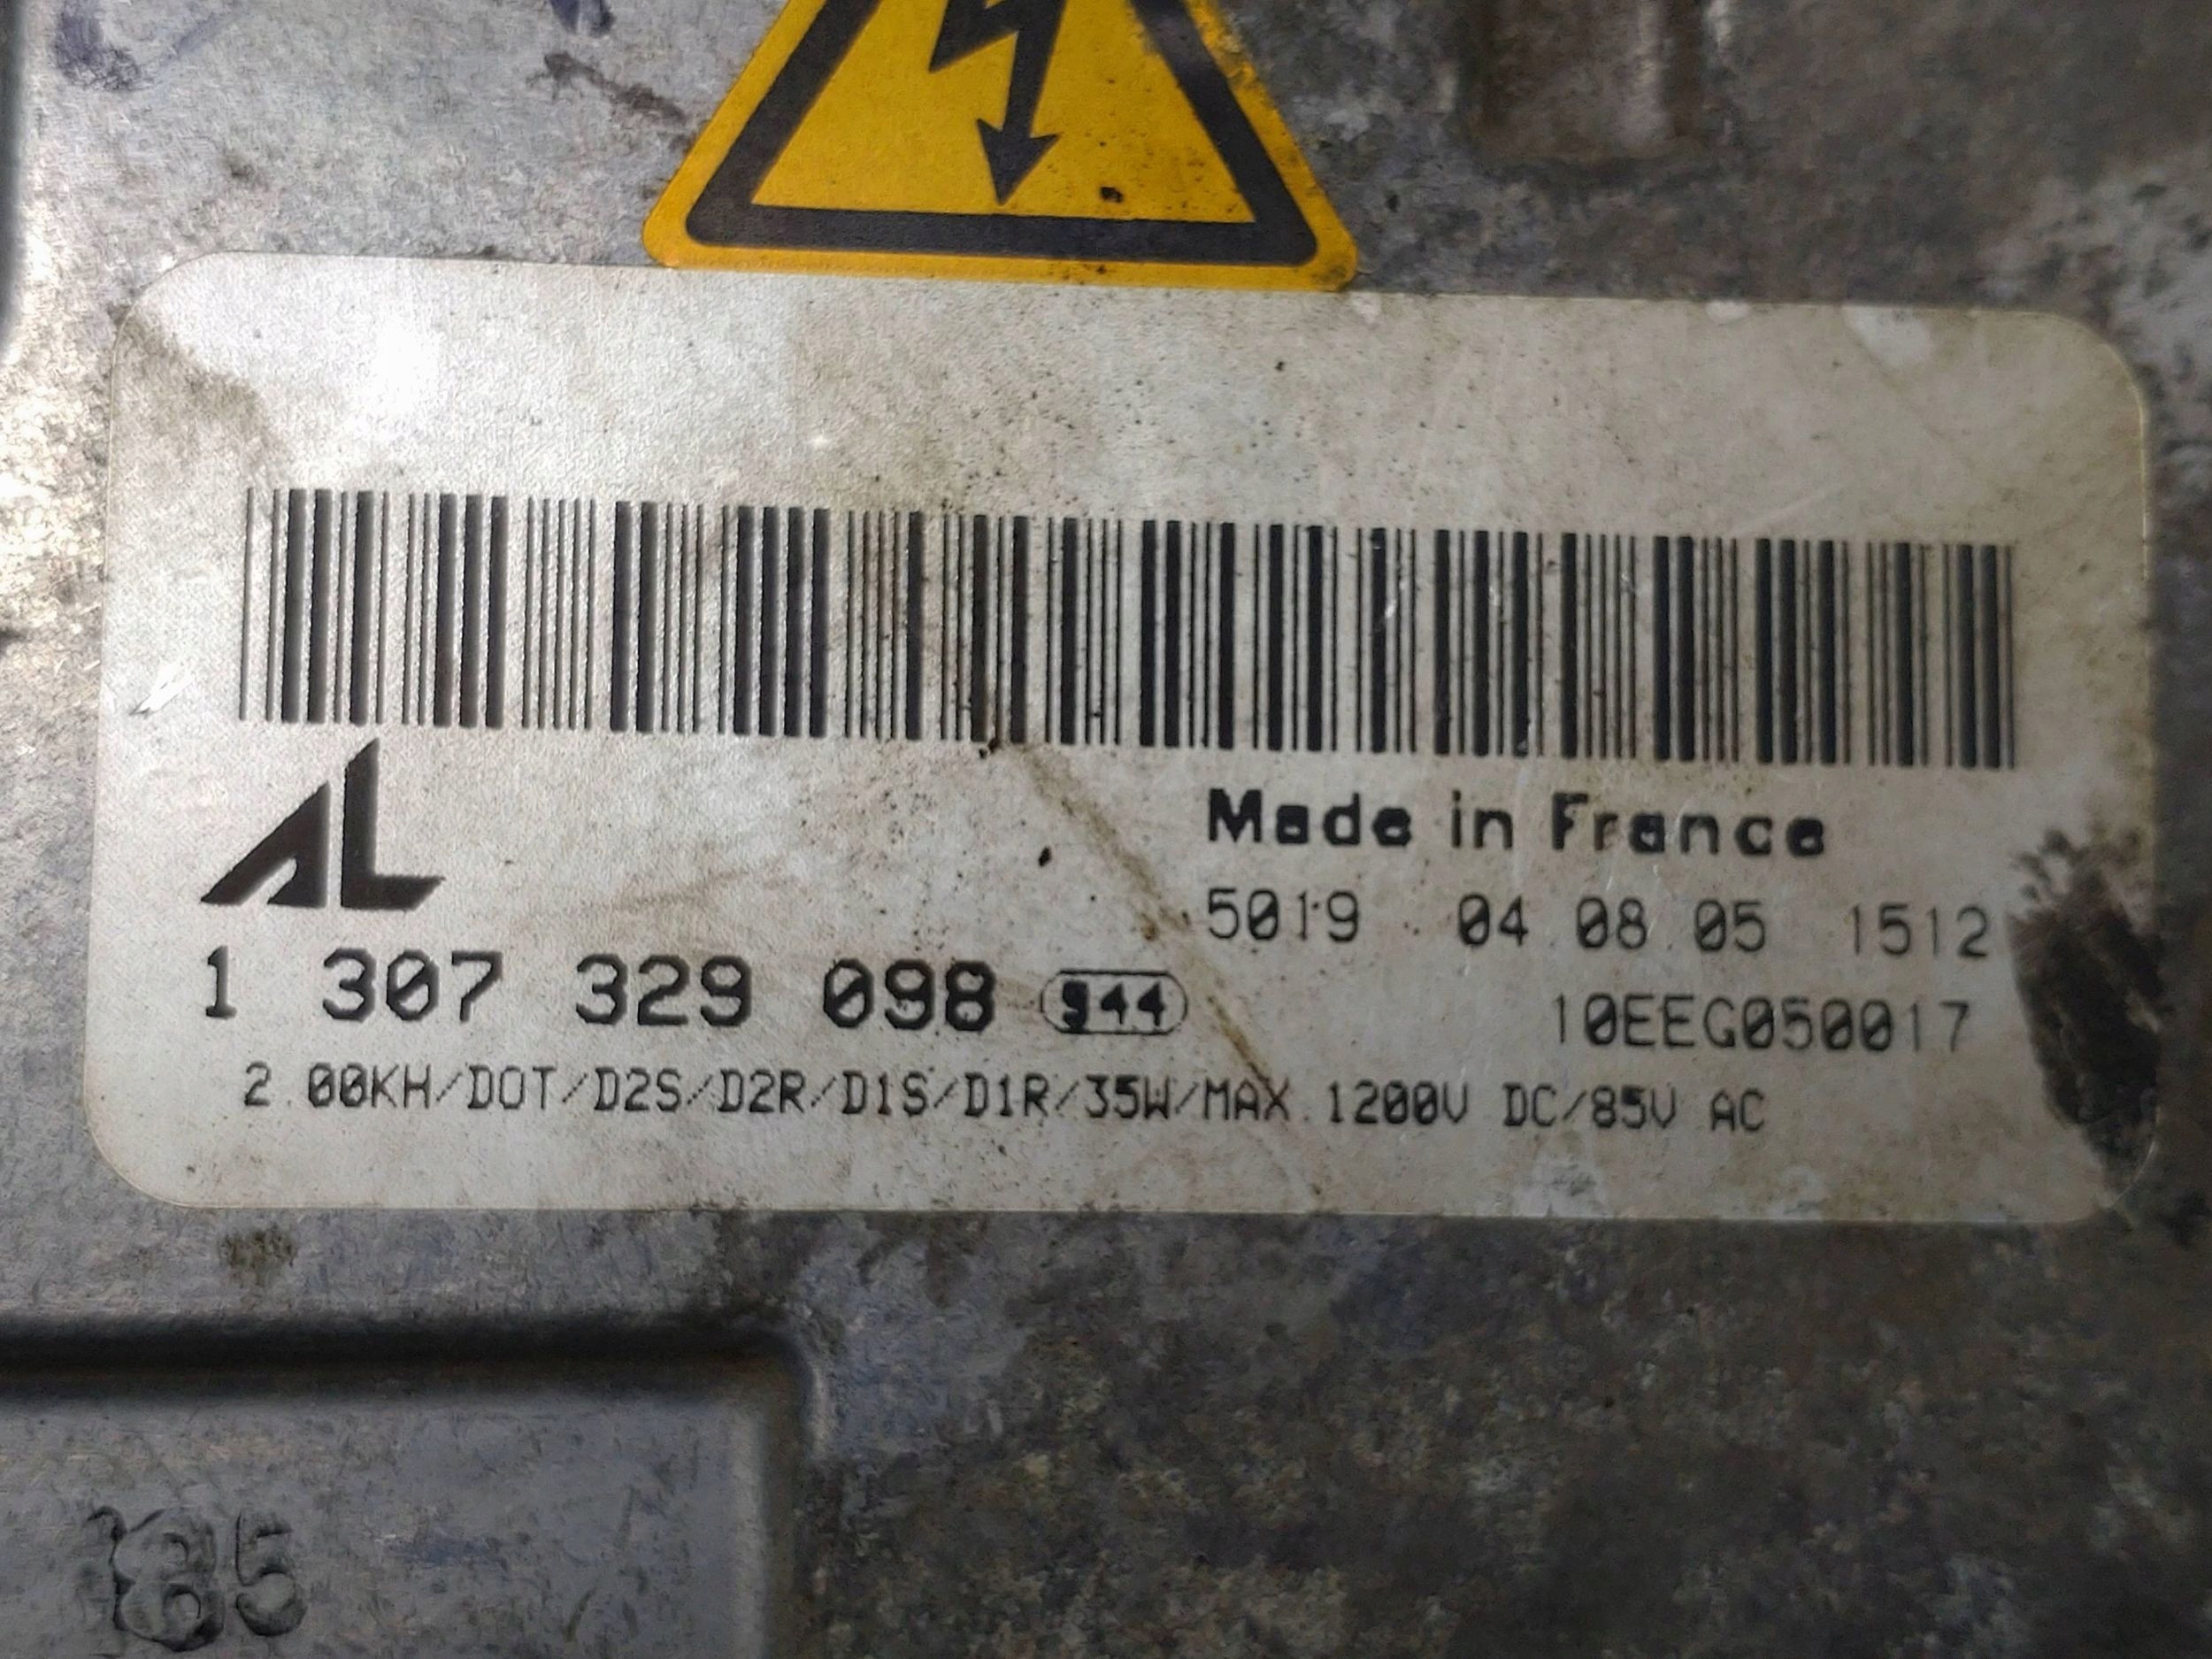 AL
Made in France
5019 04.08.05 1512
1 307 329 098 944
10EEG050017
2.00KH/DOT/D2S/D2R/D1S/D1R/35W/MAX.1200V DC/85V AC